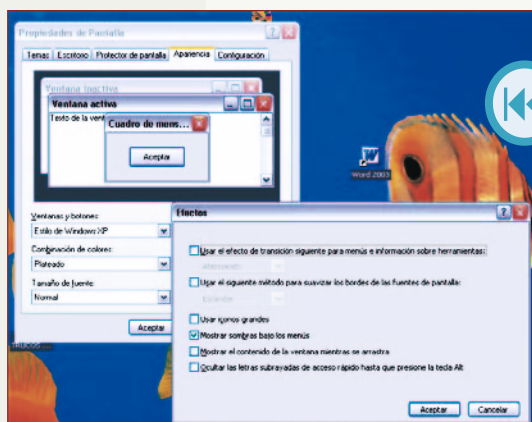 Propiedades de Pantalla
Temas Escritorio Protector de pantalla Apariencia Configuración
Ventana inactiva
Ventana activa
Texto de la vent
Cuadro de mens...
Aceptar
Word 2003
Ventanas y botones:
Estilo de Windows XP
Combinación de colores:
Plateado
Tamaño de fuente:
Normal
Aceptar
TRUCOS
Efectos
Usar el efecto de transición siguiente para menús e información sobre herramientas:
Atenuación
Usar el siguiente método para suavizar los bordes de las fuentes de pantalla:
Estándar
Usar iconos grandes
Mostrar sombras bajo los menús
Mostrar el contenido de la ventana mientras se arrastra
Ocultar las letras subrayadas de acceso rápido hasta que presione la tecla Alt
Aceptar Cancelar